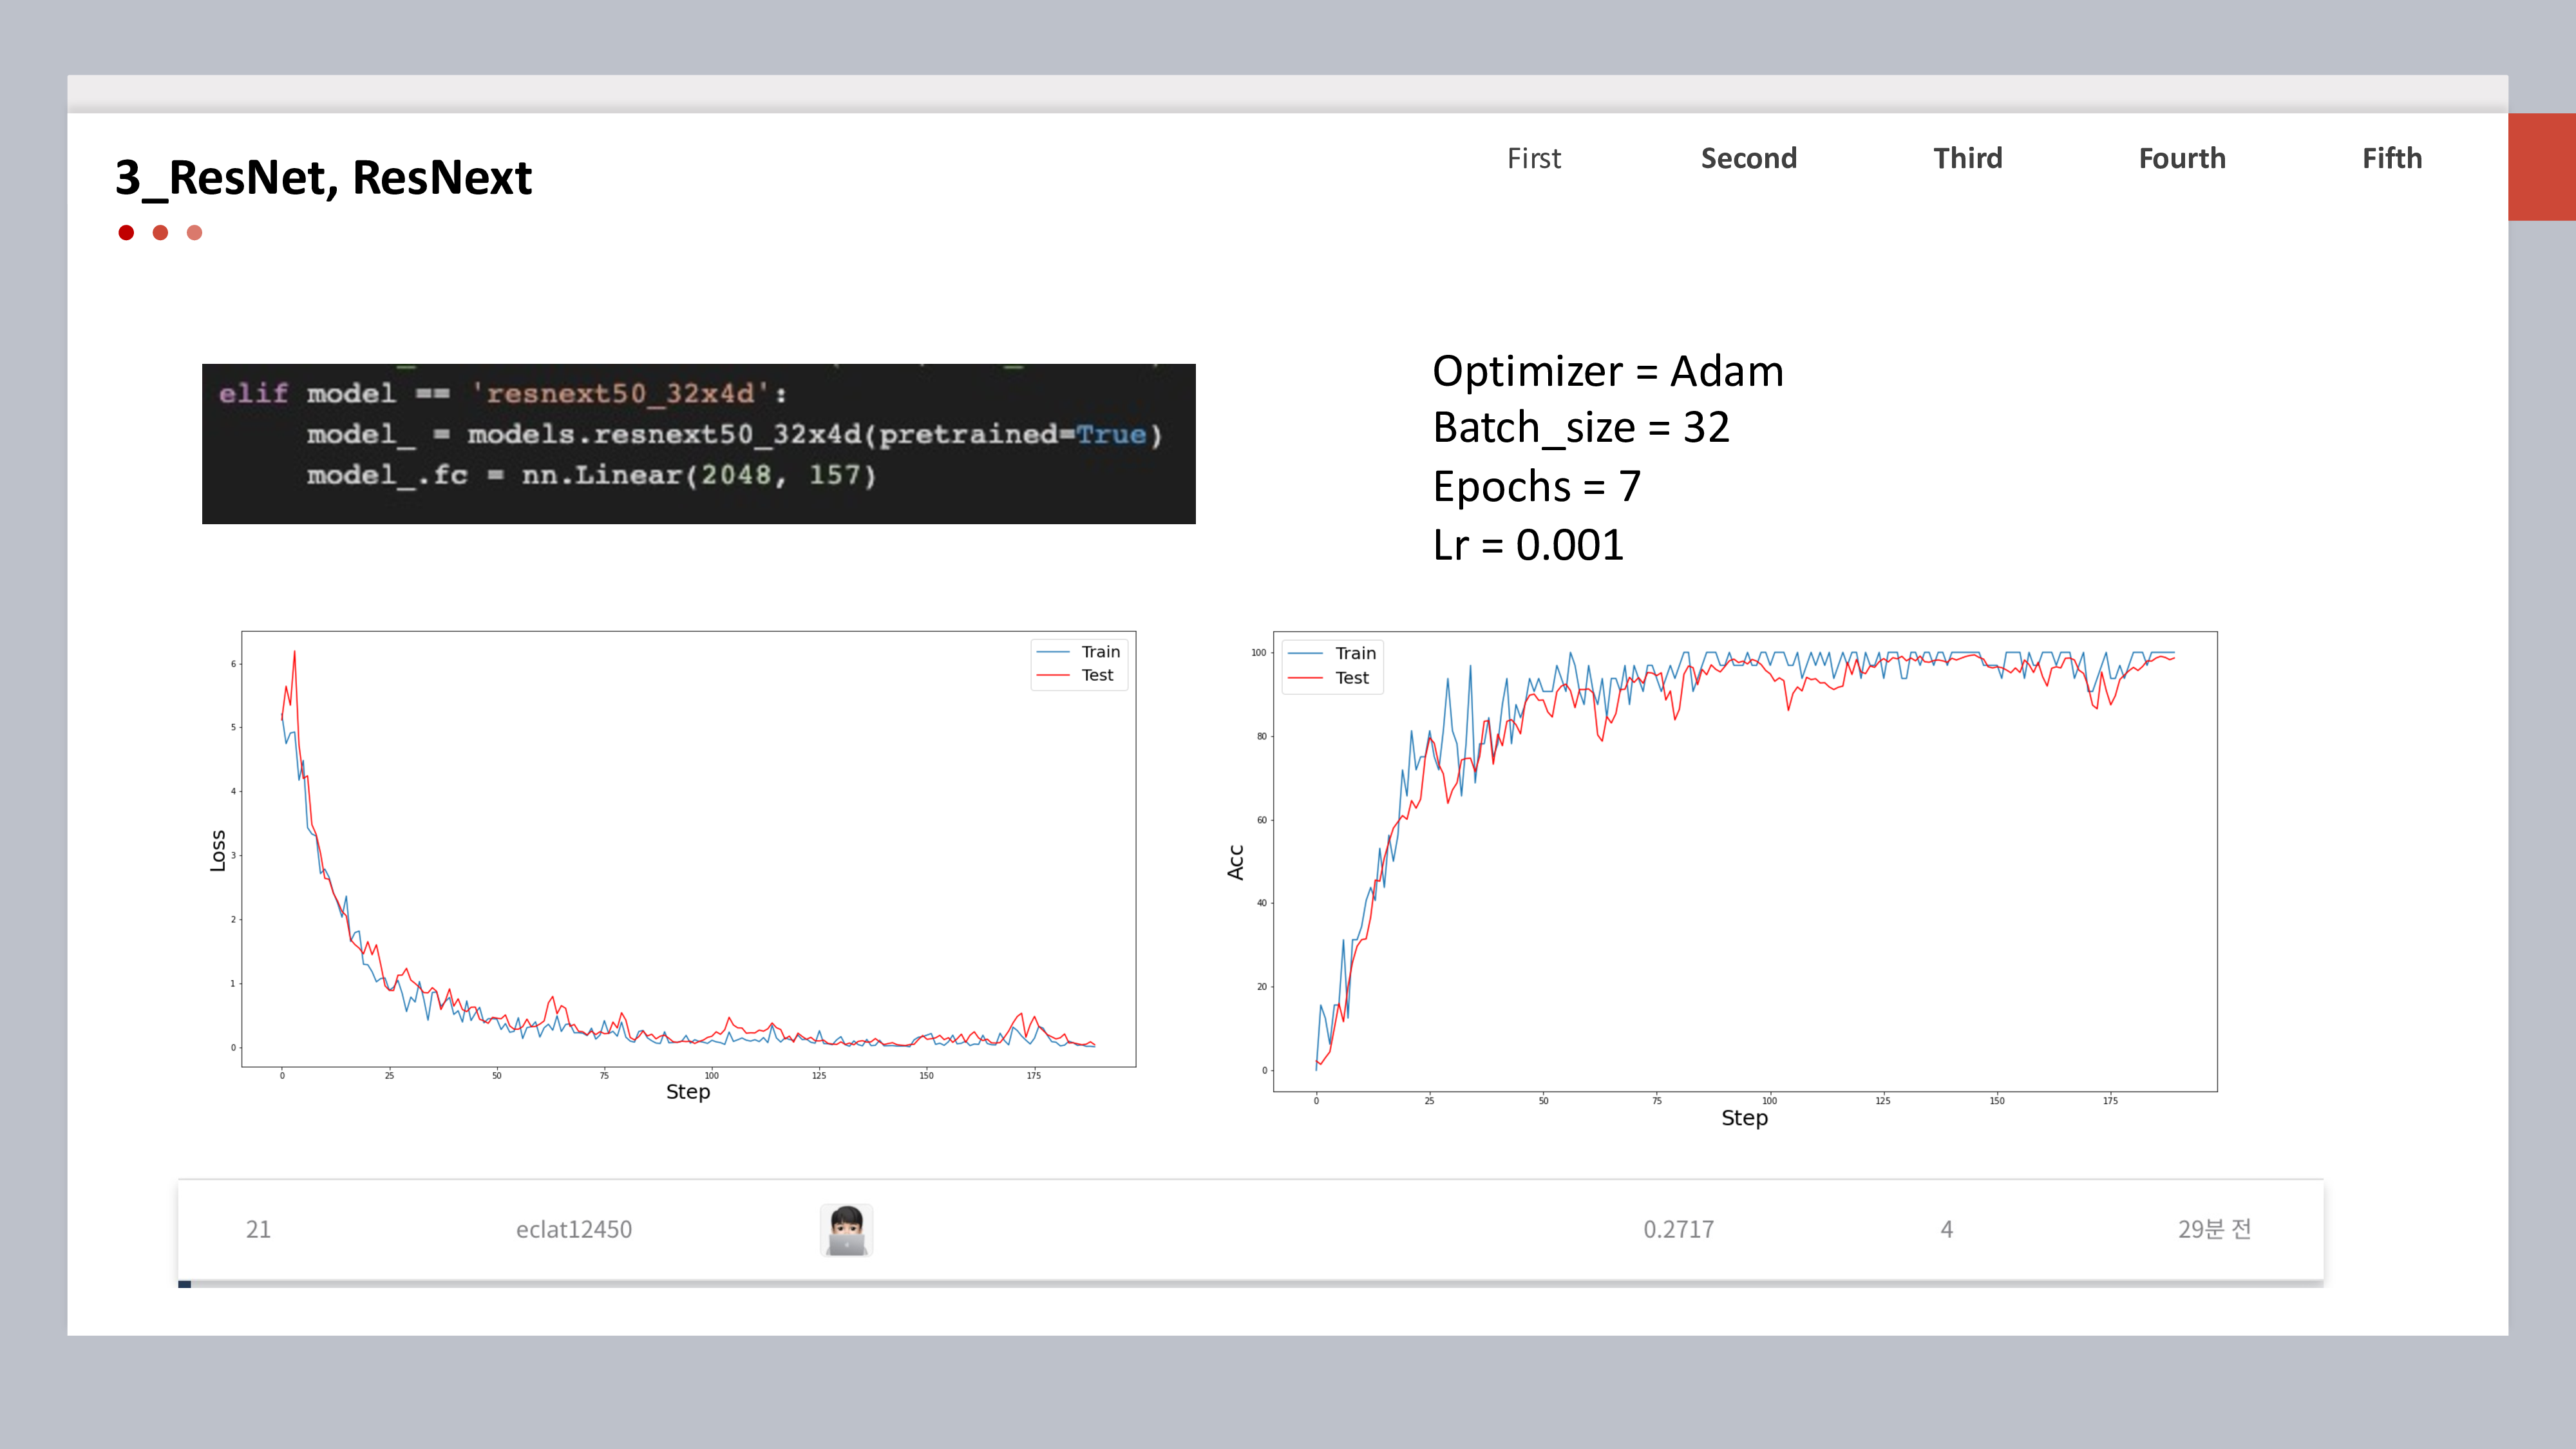 3_ResNet, ResNext
First Second Third Fourth Fifth
elif model == 'resnext50_32x4d':
model_ = models.resnext50_32x4d(pretrained=True)
model_.fc = nn.Linear(2048, 157)
Optimizer = Adam
Batch_size = 32
Epochs = 7
Lr = 0.001
Train
Test
6
5
4
3
2
1
0
Loss
0 25 50 75 100 125 150 175
Step
Train
Test
100
80
60
40
20
0
Acc
0 25 50 75 100 125 150 175
Step
21 eclat12450 0.2717 4 29분 전